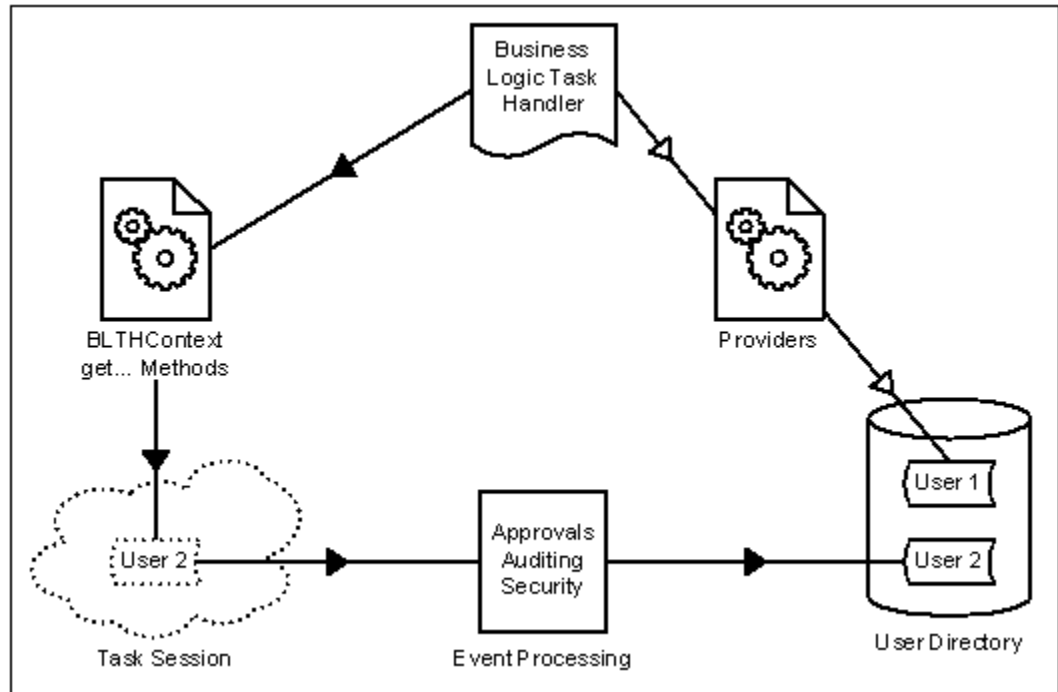 Business
Logic Task
Handler
BLTHContext
get... Methods
Providers
User 1
User 2
Approvals
Auditing
Security
User 2
Task Session
Event Processing
User Directory